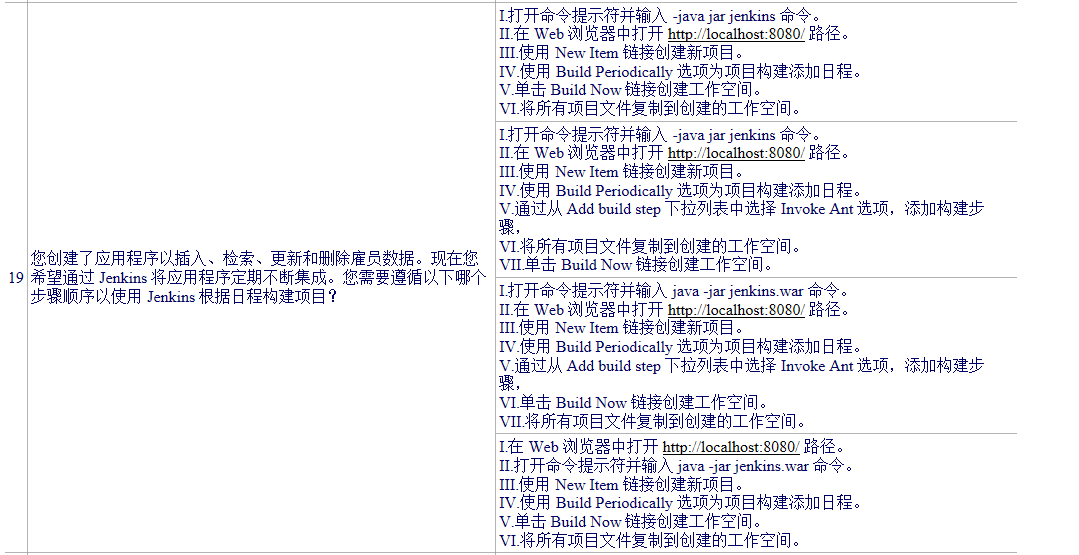 I.打开命令提示符并输入 -java jar jenkins 命令。
II.在 Web 浏览器中打开 http://localhost:8080/ 路径。
III.使用 New Item 链接创建新项目。
IV.使用 Build Periodically 选项为项目构建添加日程。
V.单击 Build Now 链接创建工作空间。
VI.将所有项目文件复制到创建的工作空间。
I.打开命令提示符并输入 -java jar jenkins 命令。
II.在 Web 浏览器中打开 http://localhost:8080/ 路径。
III.使用 New Item 链接创建新项目。
IV.使用 Build Periodically 选项为项目构建添加日程。
V.通过从 Add build step 下拉列表中选择 Invoke Ant 选项，添加构建步
骤，
VI.将所有项目文件复制到创建的工作空间。
VII.单击 Build Now 链接创建工作空间。
19
您创建了应用程序以插入、检索、更新和删除雇员数据。现在您
希望通过 Jenkins 将应用程序定期不断集成。您需要遵循以下哪个
步骤顺序以使用 Jenkins 根据日程构建项目？
I.打开命令提示符并输入 java -jar jenkins.war 命令。
II.在 Web 浏览器中打开 http://localhost:8080/ 路径。
III.使用 New Item 链接创建新项目。
IV.使用 Build Periodically 选项为项目构建添加日程。
V.通过从 Add build step 下拉列表中选择 Invoke Ant 选项，添加构建步
骤，
VI.单击 Build Now 链接创建工作空间。
VII.将所有项目文件复制到创建的工作空间。
I.在 Web 浏览器中打开 http://localhost:8080/ 路径。
II.打开命令提示符并输入 java -jar jenkins.war 命令。
III.使用 New Item 链接创建新项目。
IV.使用 Build Periodically 选项为项目构建添加日程。
V.单击 Build Now 链接创建工作空间。
VI.将所有项目文件复制到创建的工作空间。